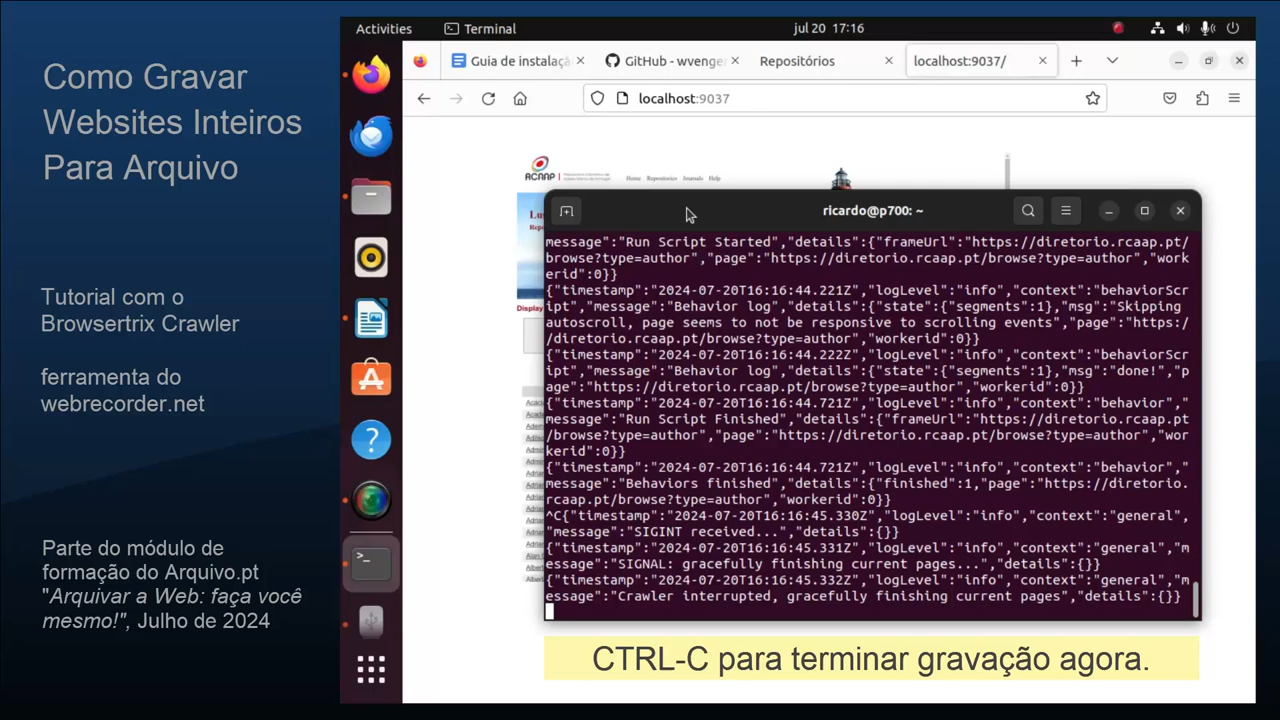 Como Gravar
Websites Inteiros
Para Arquivo
Tutorial com o
Browsertrix Crawler
ferramenta do
webrecorder.net
Parte do módulo de
formação do Arquivo.pt
"Arquivar a Web: faça você
mesmo!", Julho de 2024
Activities Terminal jul 20 17:16
Guia de instalaç GitHub - wvenge Repositórios localhost:9037/
localhost:9037
RCAAP Home Repositories Journals Help
ricardo@p700: ~
message":"Run Script Started","details":{"frameUrl":"https://diretorio.rcaap.pt/
browse?type=author","page":"https://diretorio.rcaap.pt/browse?type=author","work
erid":0}}
{"timestamp":"2024-07-20T16:16:44.221Z","logLevel":"info","context":"behaviorScr
ipt","message":"Behavior log","details":{"state":{"segments":1},"msg":"Skipping
autoscroll, page seems to not be responsive to scrolling events","page":"https:/
/diretorio.rcaap.pt/browse?type=author","workerid":0}}
{"timestamp":"2024-07-20T16:16:44.222Z","logLevel":"info","context":"behaviorScr
ipt","message":"Behavior log","details":{"state":{"segments":1},"msg":"done!","p
age":"https://diretorio.rcaap.pt/browse?type=author","workerid":0}}
{"timestamp":"2024-07-20T16:16:44.721Z","logLevel":"info","context":"behavior","
message":"Run Script Finished","details":{"frameUrl":"https://diretorio.rcaap.pt
/browse?type=author","page":"https://diretorio.rcaap.pt/browse?type=author","wor
kerid":0}}
{"timestamp":"2024-07-20T16:16:44.721Z","logLevel":"info","context":"behavior","
message":"Behaviors finished","details":{"finished":1,"page":"https://diretorio.
rcaap.pt/browse?type=author","workerid":0}}
^C{"timestamp":"2024-07-20T16:16:45.330Z","logLevel":"info","context":"general",
"message":"SIGINT received...","details":{}}
{"timestamp":"2024-07-20T16:16:45.331Z","logLevel":"info","context":"general","m
essage":"SIGNAL: gracefully finishing current pages...","details":{}}
{"timestamp":"2024-07-20T16:16:45.332Z","logLevel":"info","context":"general","m
essage":"Crawler interrupted, gracefully finishing current pages","details":{}}
CTRL-C para terminar gravação agora.